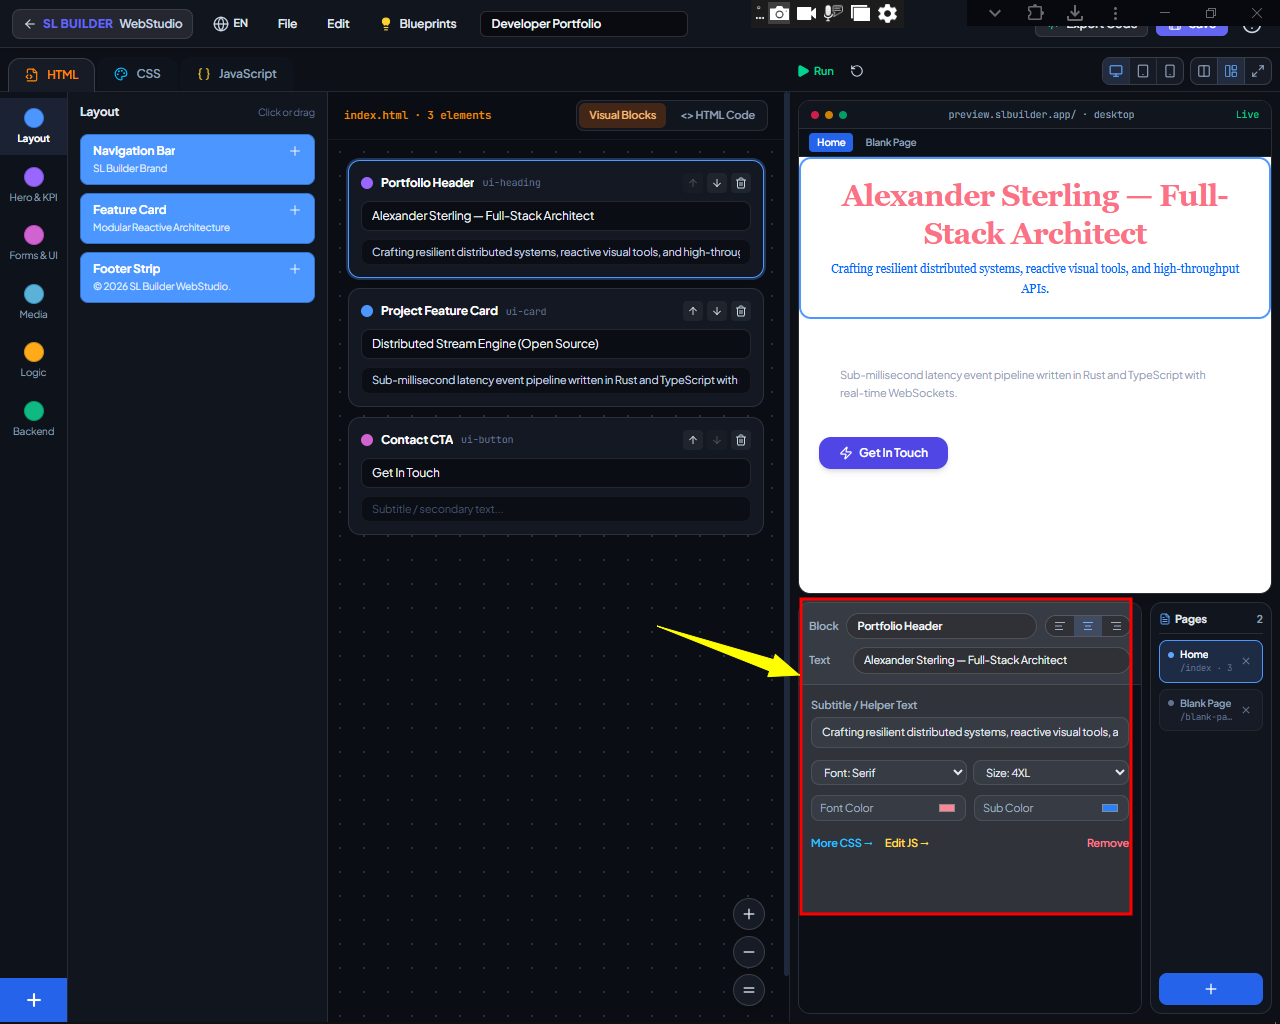 ← SL BUILDER WebStudio
EN
File
Edit
Blueprints
Developer Portfolio
HTML
CSS
{ } JavaScript
Run
Layout
Hero & KPI
Forms & UI
Media
Logic
Backend
+
Layout
Click or drag
Navigation Bar
SL Builder Brand
Feature Card
Modular Reactive Architecture
Footer Strip
© 2026 SL Builder WebStudio.
index.html · 3 elements
Visual Blocks
<> HTML Code
Portfolio Header ui-heading
Alexander Sterling — Full-Stack Architect
Crafting resilient distributed systems, reactive visual tools, and high-throug
Project Feature Card ui-card
Distributed Stream Engine (Open Source)
Sub-millisecond latency event pipeline written in Rust and TypeScript with
Contact CTA ui-button
Get In Touch
Subtitle / secondary text...
preview.slbuilder.app/ · desktop
Live
Home
Blank Page
Alexander Sterling — Full-
Stack Architect
Crafting resilient distributed systems, reactive visual tools, and high-throughput
APIs.
Sub-millisecond latency event pipeline written in Rust and TypeScript with
real-time WebSockets.
Get In Touch
Block
Portfolio Header
Text
Alexander Sterling — Full-Stack Architect
Subtitle / Helper Text
Crafting resilient distributed systems, reactive visual tools, a
Font: Serif
Size: 4XL
Font Color
Sub Color
More CSS →
Edit JS →
Remove
Pages
2
Home
/index · 3
Blank Page
/blank-pa…
+